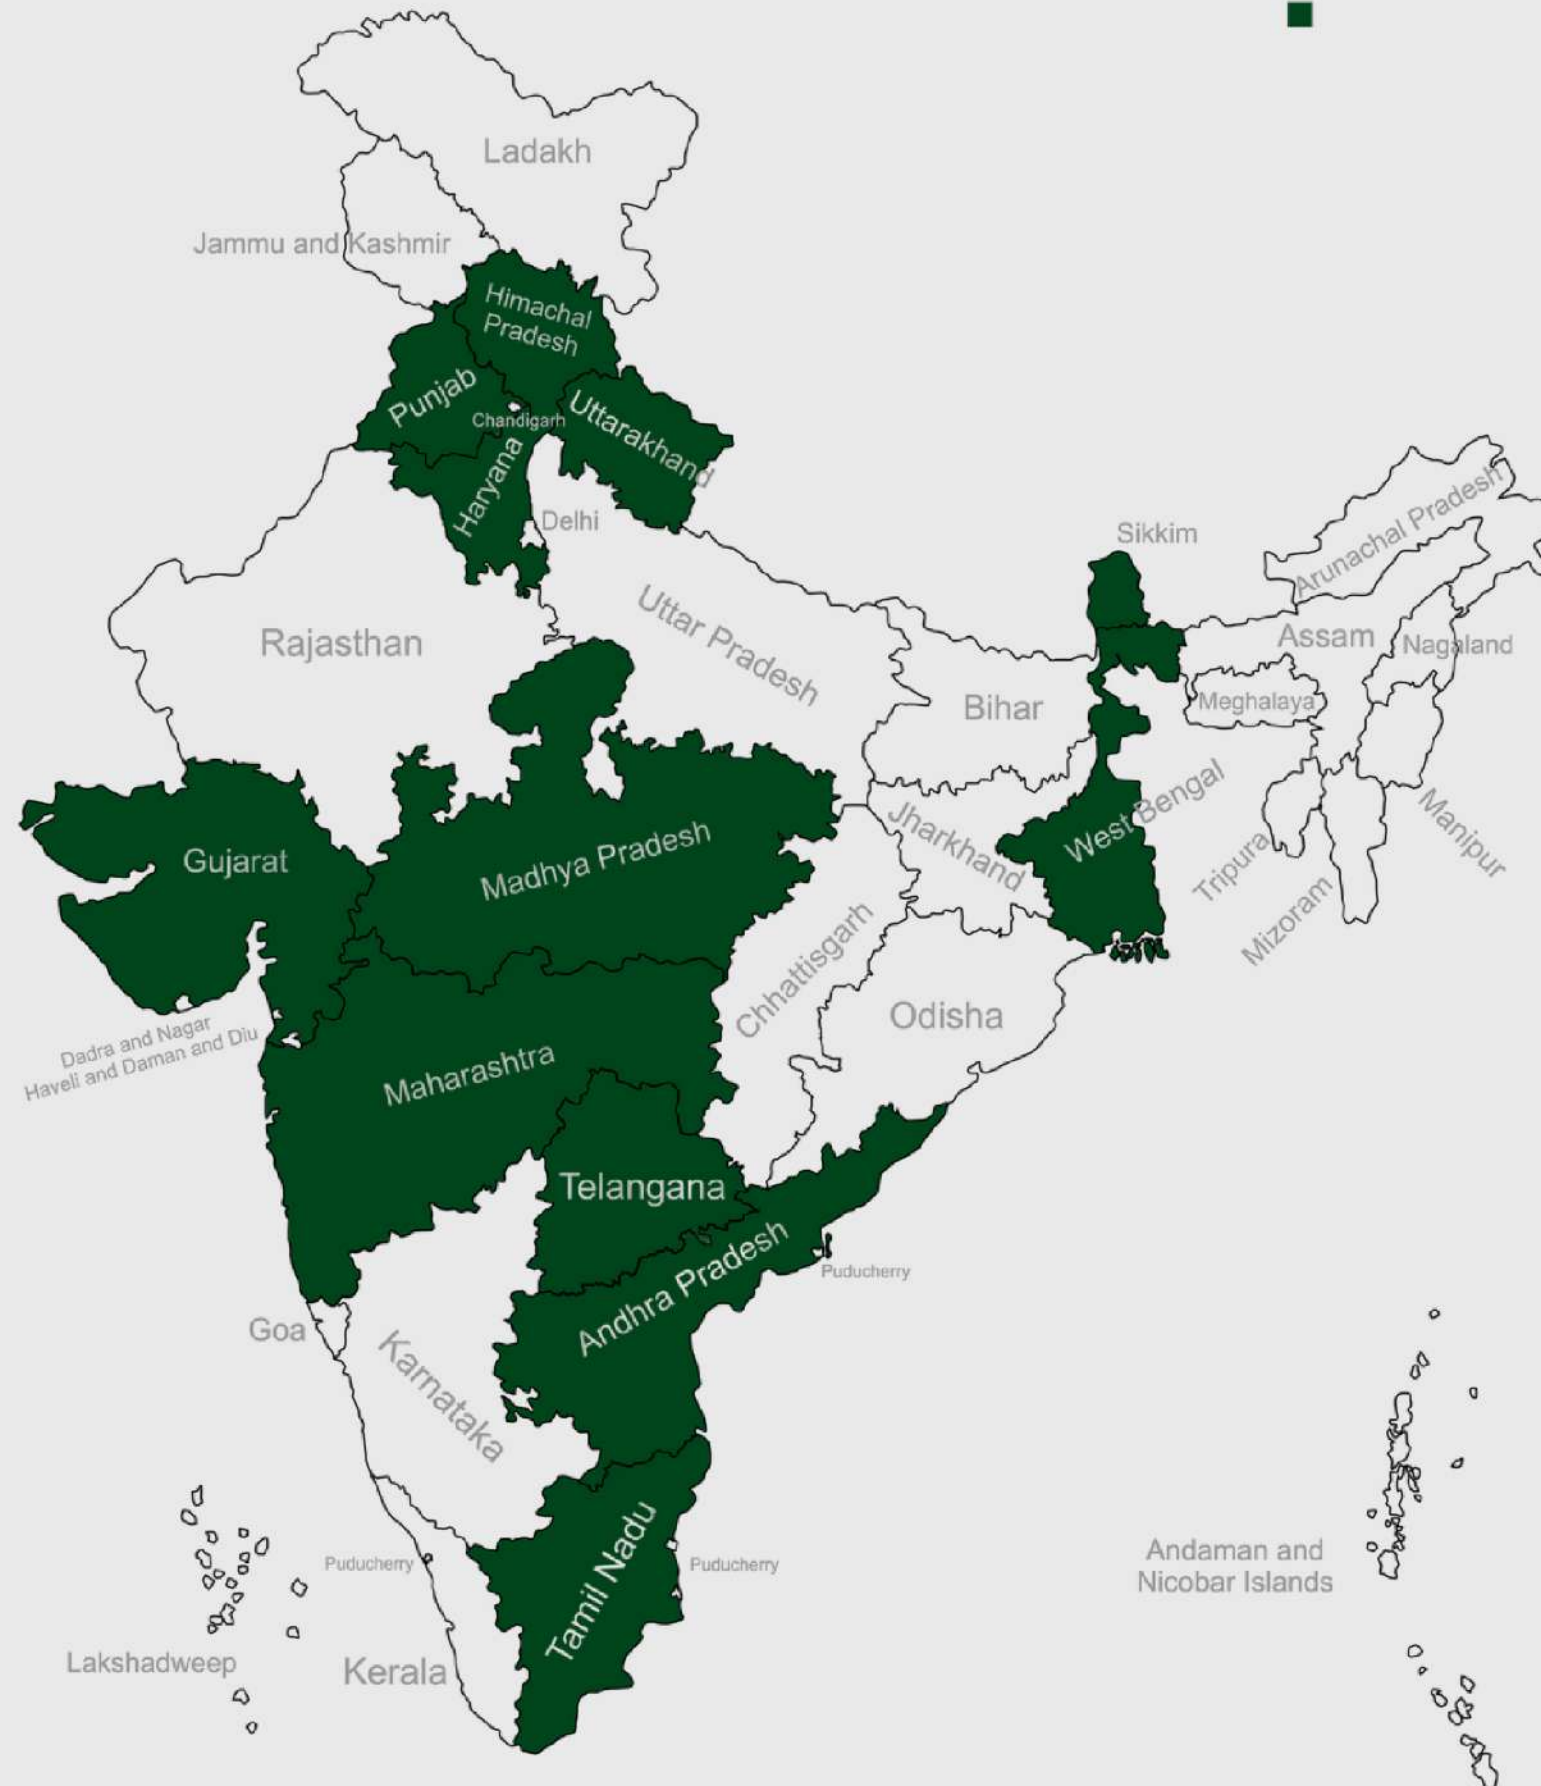 Ladakh
Jammu and Kashmir
Himachal
Pradesh
Punjab
Chandigarh
Uttarakhand
Haryana
Delhi
Sikkim
Arunachal Pradesh
Rajasthan
Uttar Pradesh
Assam
Nagaland
Bihar
Meghalaya
Gujarat
Madhya Pradesh
Jharkhand
West Bengal
Tripura
Mizoram
Manipur
Chhattisgarh
Odisha
Dadra and Nagar
Haveli and Daman and Diu
Maharashtra
Telangana
Andhra Pradesh
Puducherry
Goa
Karnataka
Puducherry
Tamil Nadu
Puducherry
Andaman and
Nicobar Islands
Lakshadweep
Kerala